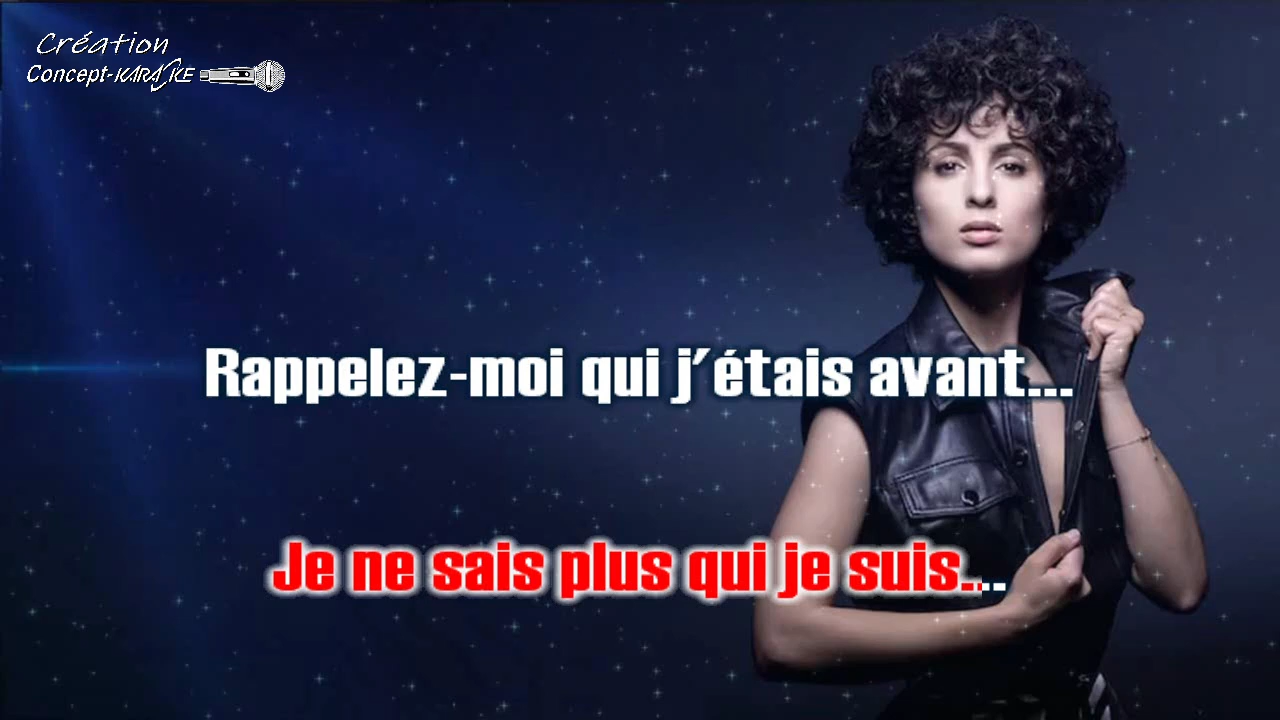 Création
Concept-KARAOKE
Rappelez-moi qui j'étais avant...
Je ne sais plus qui je suis...